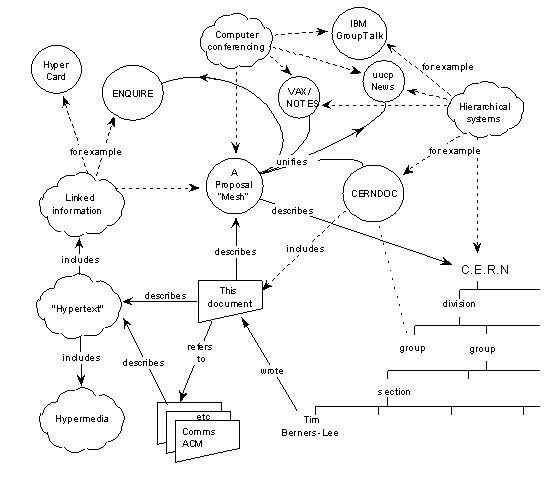 IBM
GroupTalk
Computer
conferencing
Hyper
Card
for example
uucp
News
ENQUIRE
VAX/
NOTES
Hierarchical
systems
for example
for example
unifies
A
Proposal
"Mesh"
CERNDOC
Linked
information
describes
includes
describes
includes
C.E.R.N
This
document
describes
"Hypertext"
division
refers
to
group
group
includes
describes
wrote
section
etc
Comms
ACM
Tim
Berners-Lee
Hypermedia